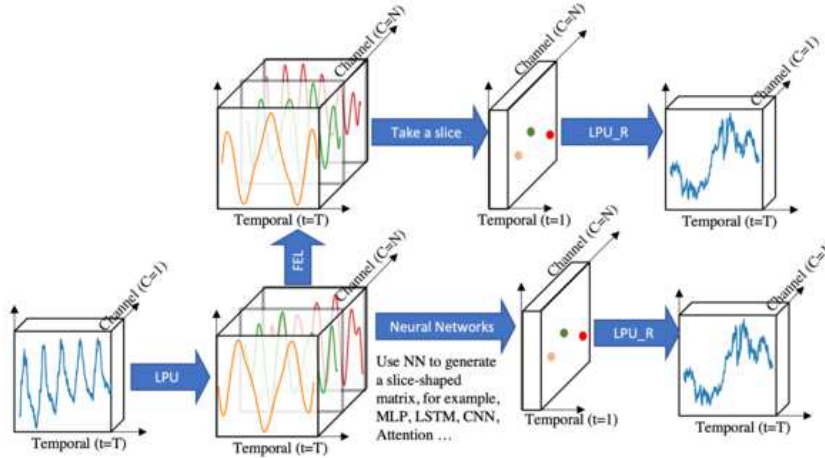 Channel (C=N)
Channel (C=N)
Channel (C=1)
Take a slice
LPU_R
Temporal (t=T)
Temporal (t=1)
Temporal (t=T)
FEL
Channel (C=1)
Channel (C=N)
Channel (C=N)
Channel (C=1
LPU
Neural Networks
LPU_R
Use NN to generate
a slice-shaped
matrix, for example,
MLP, LSTM, CNN,
Attention ...
Temporal (t=T)
Temporal (t=T)
Temporal (t=1)
Temporal (t=T)